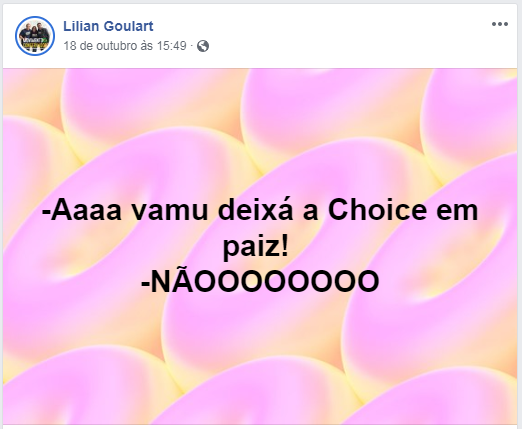 Lilian Goulart
18 de outubro às 15:49 ·
-Aaaa vamu deixá a Choice em
paiz!
-NÃOOOOOOOO